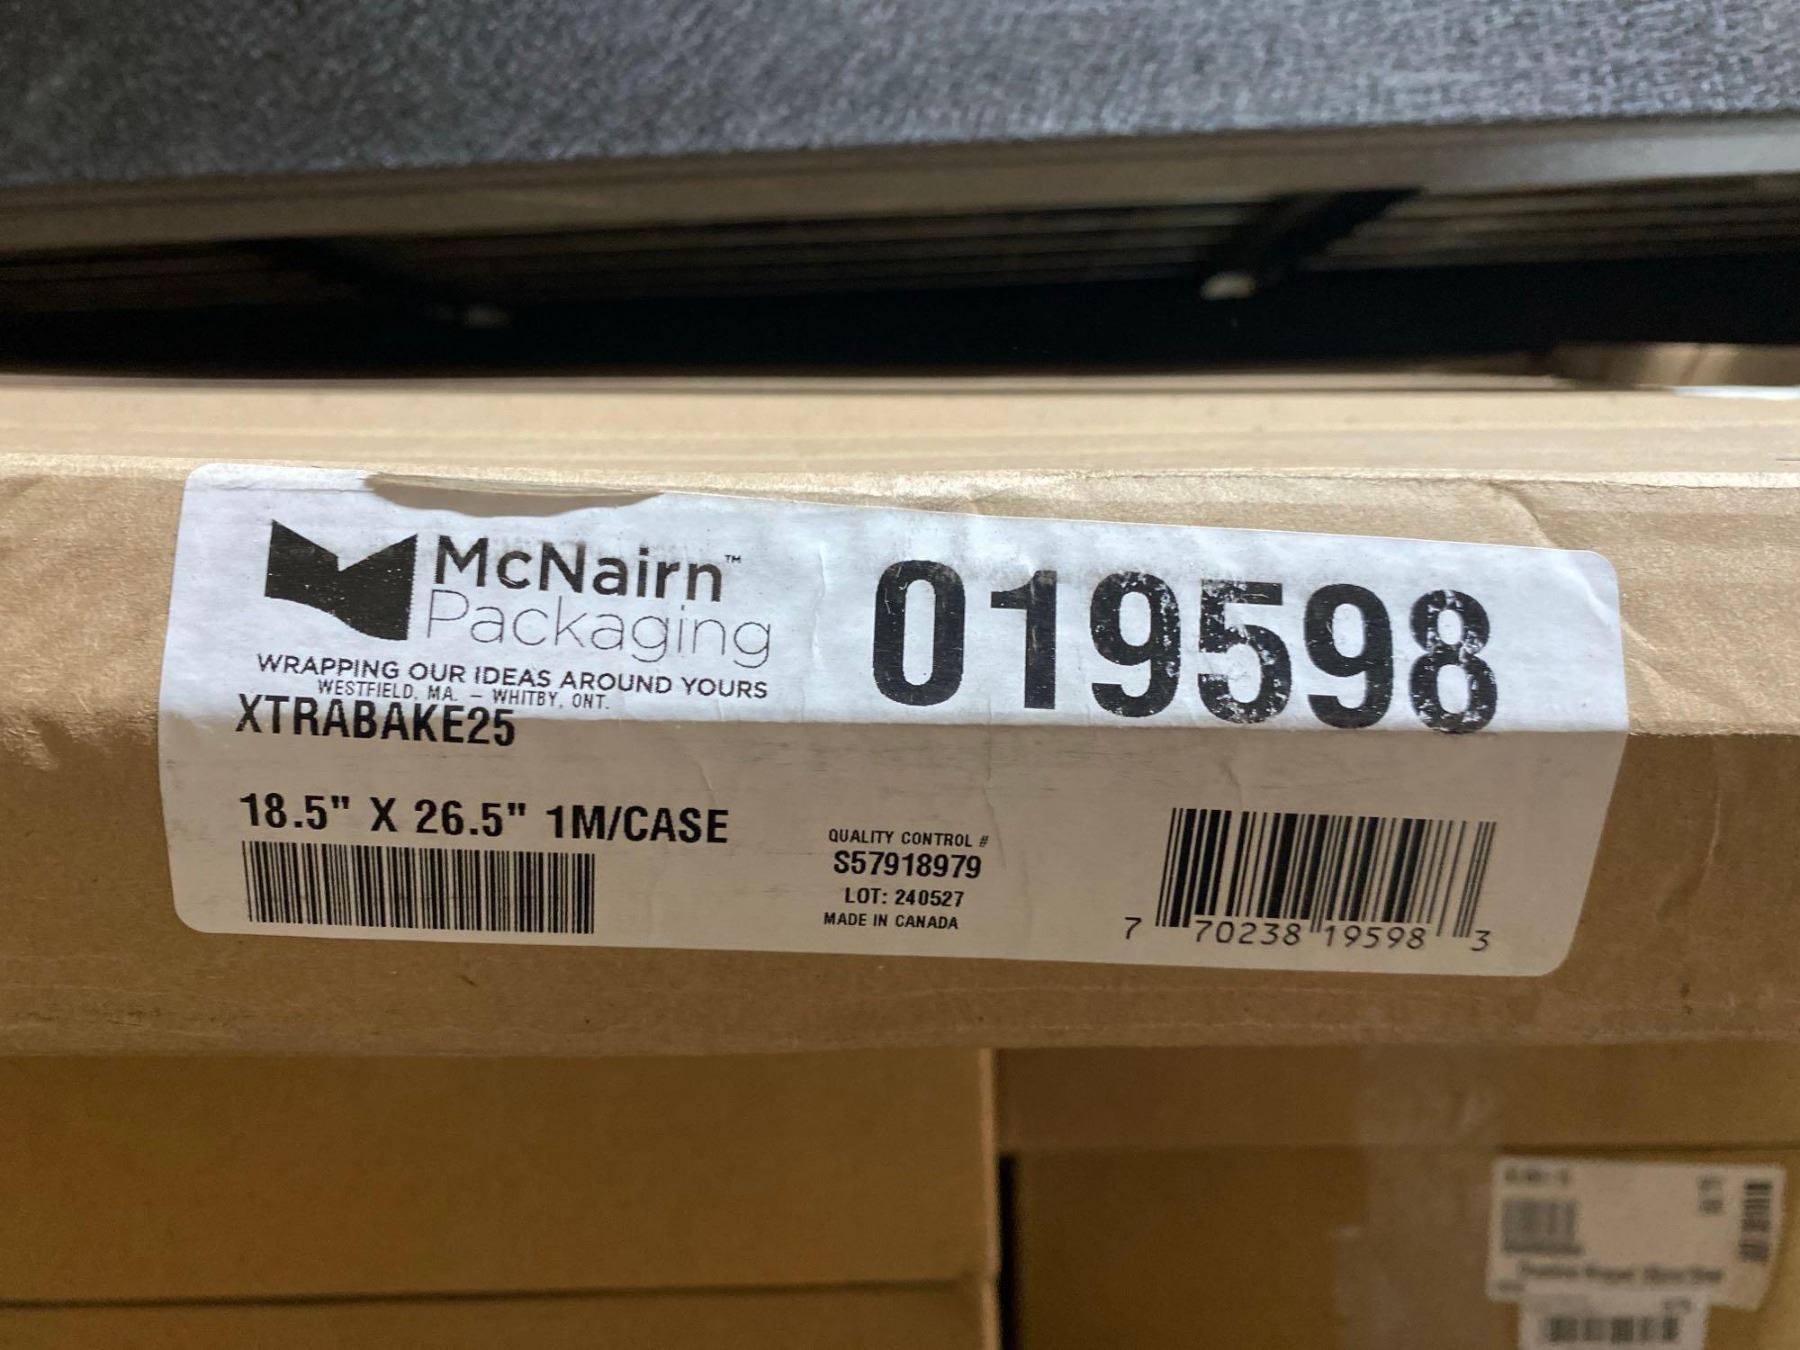 McNairn™
Packaging
WRAPPING OUR IDEAS AROUND YOURS
WESTFIELD, MA. – WHITBY, ONT.
019598
XTRABAKE25
18.5" X 26.5" 1M/CASE
QUALITY CONTROL #
S57918979
LOT: 240527
MADE IN CANADA
7 70238 19598 3